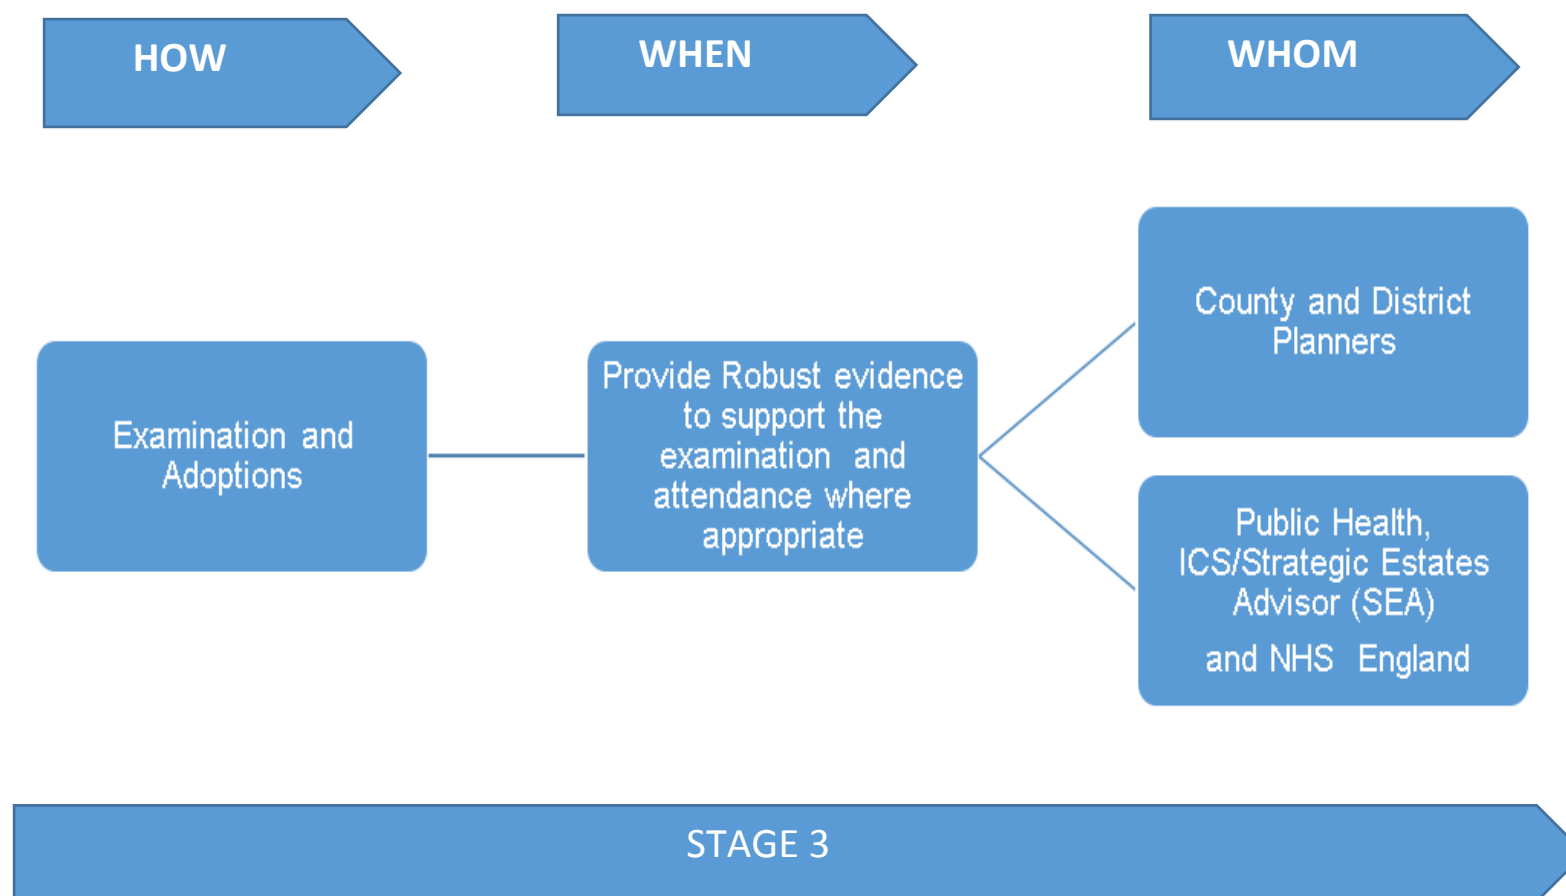 HOW
WHEN
WHOM
Examination and
Adoptions
Provide Robust evidence
to support the
examination and
attendance where
appropriate
County and District
Planners
Public Health,
ICS/Strategic Estates
Advisor (SEA)
and NHS England
STAGE 3